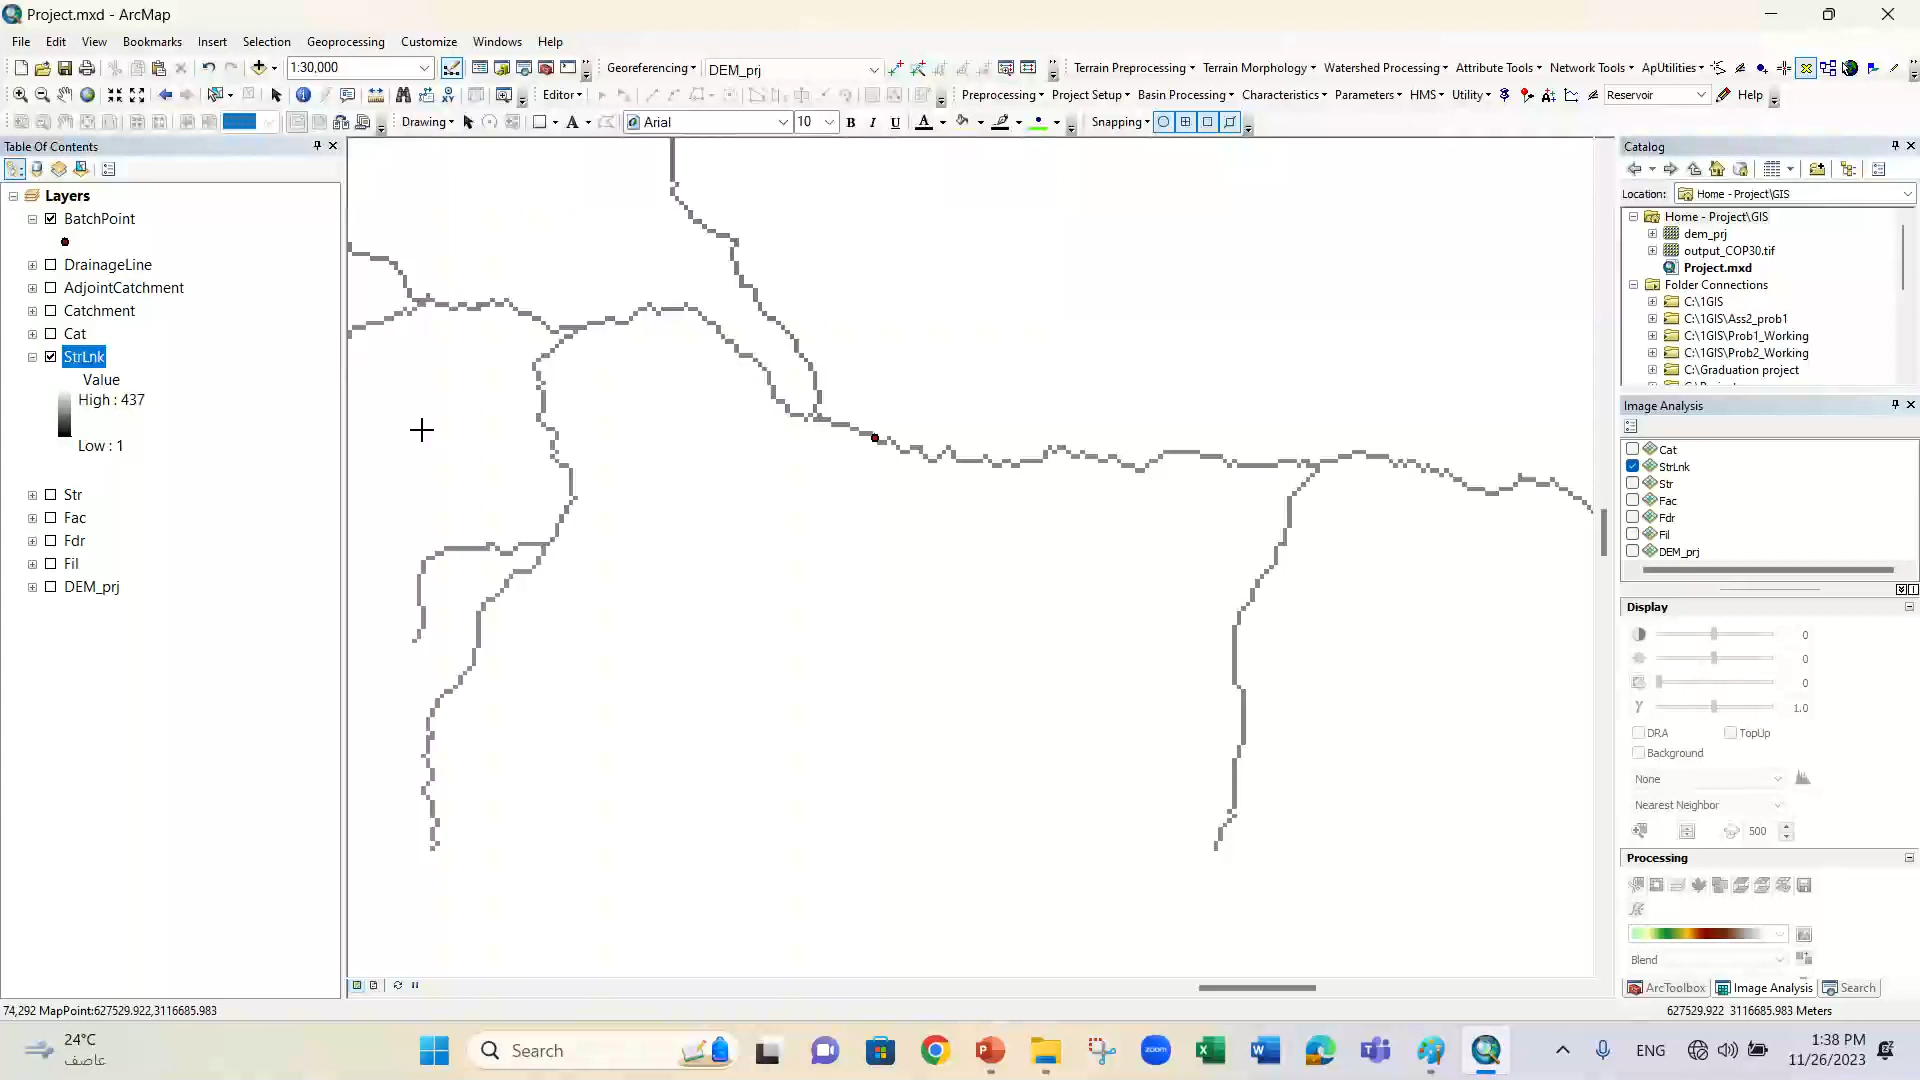 Project.mxd - ArcMap
File Edit View Bookmarks Insert Selection Geoprocessing Customize Windows Help
1:30,000
Georeferencing
DEM_prj
Terrain Preprocessing Terrain Morphology Watershed Processing Attribute Tools Network Tools ApUtilities
Editor
Preprocessing Project Setup Basin Processing Characteristics Parameters HMS Utility
Reservoir
Help
Drawing
Arial
10
B I U A
Snapping
Table Of Contents
Layers
BatchPoint
DrainageLine
AdjointCatchment
Catchment
Cat
StrLnk
Value
High : 437
Low : 1
Str
Fac
Fdr
Fil
DEM_prj
Catalog
Location: Home - Project\GIS
Home - Project\GIS
dem_prj
output_COP30.tif
Project.mxd
Folder Connections
C:\1GIS
C:\1GIS\Ass2_prob1
C:\1GIS\Prob1_Working
C:\1GIS\Prob2_Working
C:\Graduation project
Image Analysis
Cat
StrLnk
Str
Fac
Fdr
Fil
DEM_prj
Display
0
0
0
1.0
DRA TopUp
Background
None
Nearest Neighbor
500
Processing
Blend
ArcToolbox Image Analysis Search
74,292 MapPoint:627529.922,3116685.983
627529.922 3116685.983 Meters
24°C
عاصف
Search
zoom
ENG
1:38 PM
11/26/2023